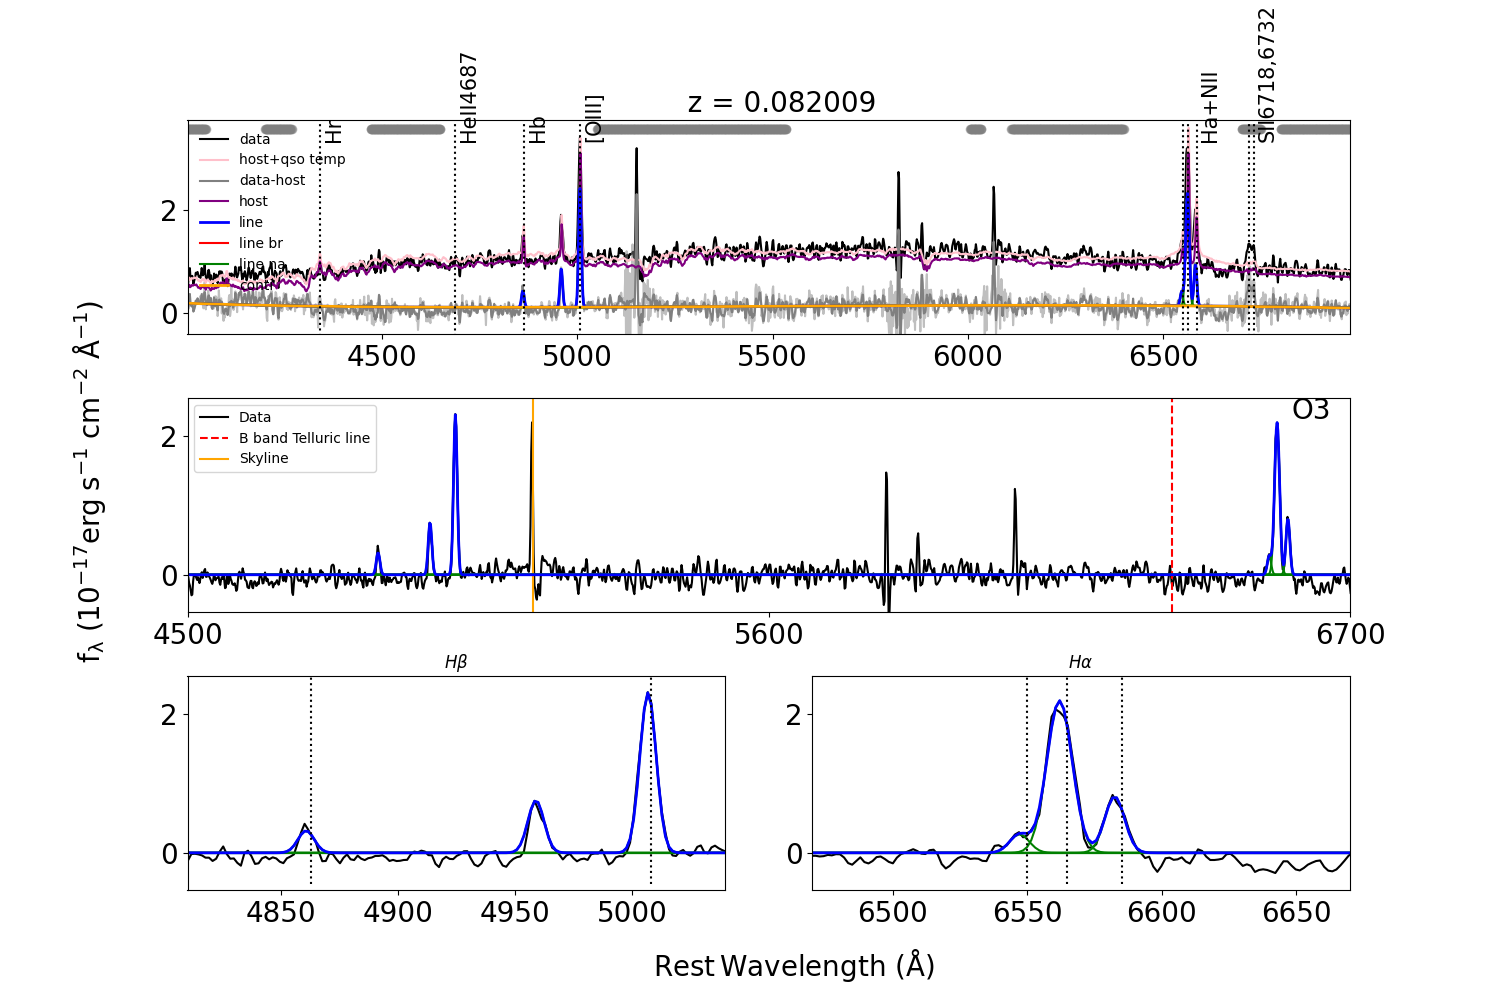 z = 0.082009
Hr
HeII4687
Hb
[OIII]
Ha+NII
SII6718,6732
data
host+qso temp
data-host
host
line
line br
line na
conti
2
0
4500
5000
5500
6000
6500
O3
Data
B band Telluric line
Skyline
2
0
4500
5600
6700
f_λ (10^{-17}erg s^{-1} cm^{-2} Å^{-1})
Hβ
2
0
4850
4900
4950
5000
Hα
2
0
6500
6550
6600
6650
Rest Wavelength (Å)